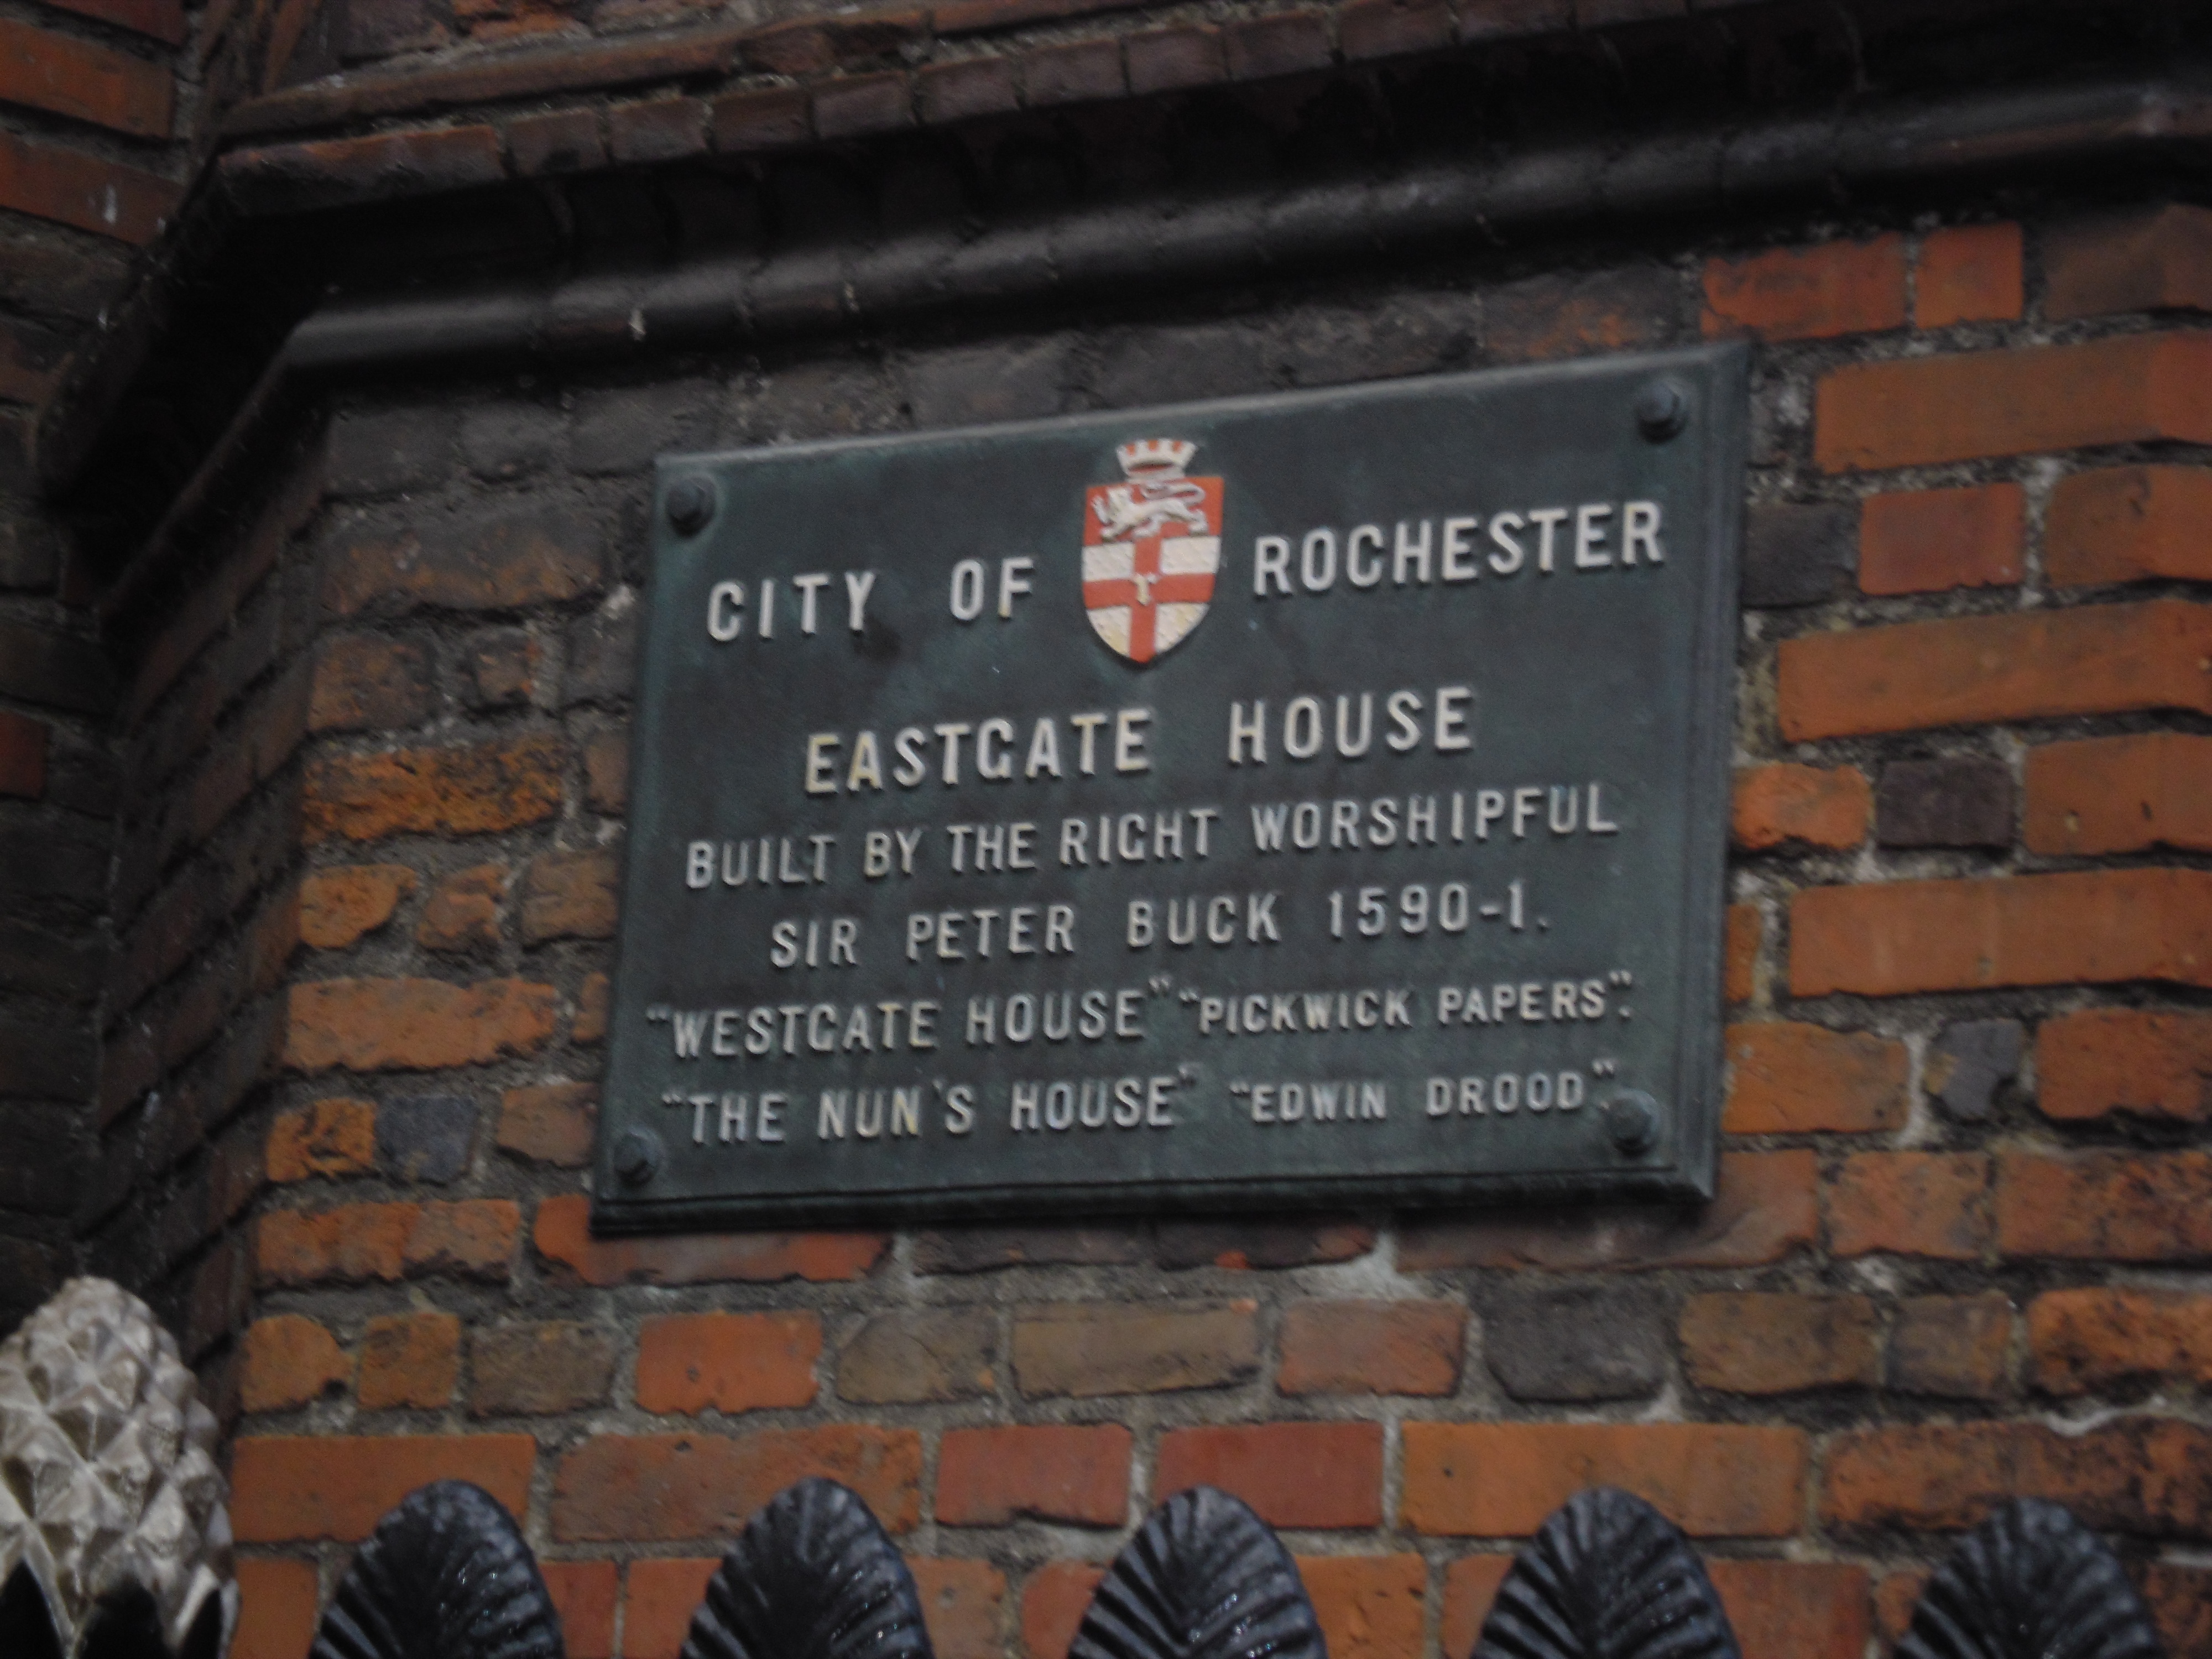 CITY OF ROCHESTER
EASTGATE HOUSE
BUILT BY THE RIGHT WORSHIPFUL
SIR PETER BUCK 1590-1.
"WESTGATE HOUSE" "PICKWICK PAPERS".
"THE NUN'S HOUSE" "EDWIN DROOD".